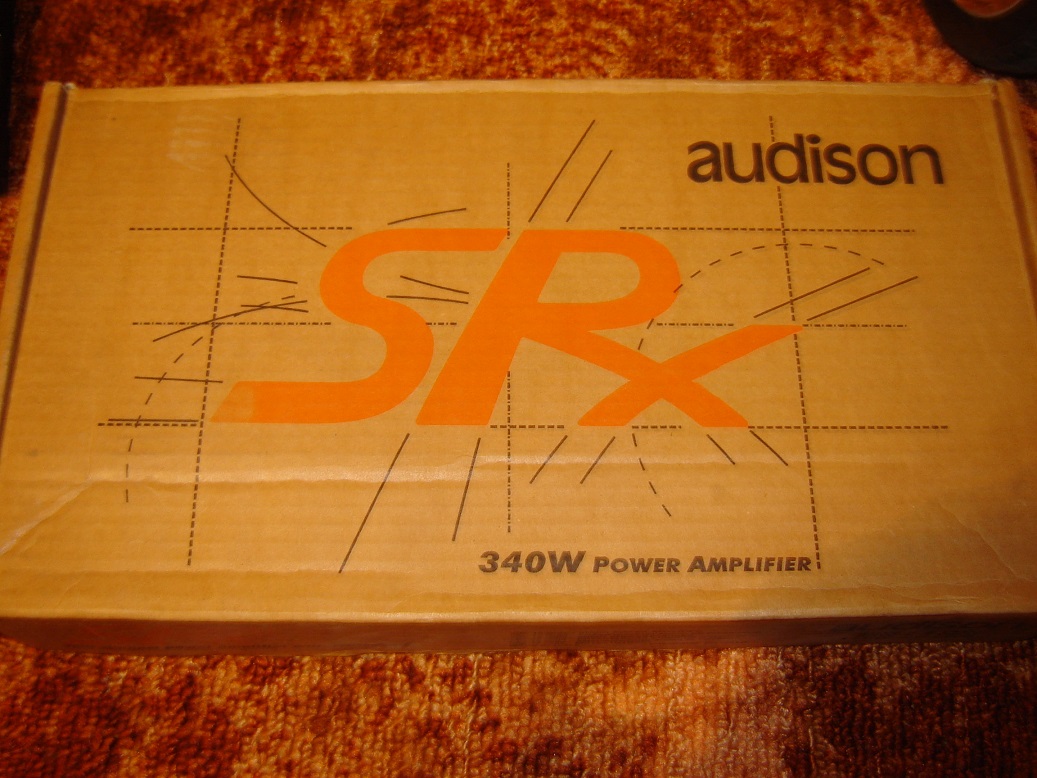 audison
SRx
340W POWER AMPLIFIER